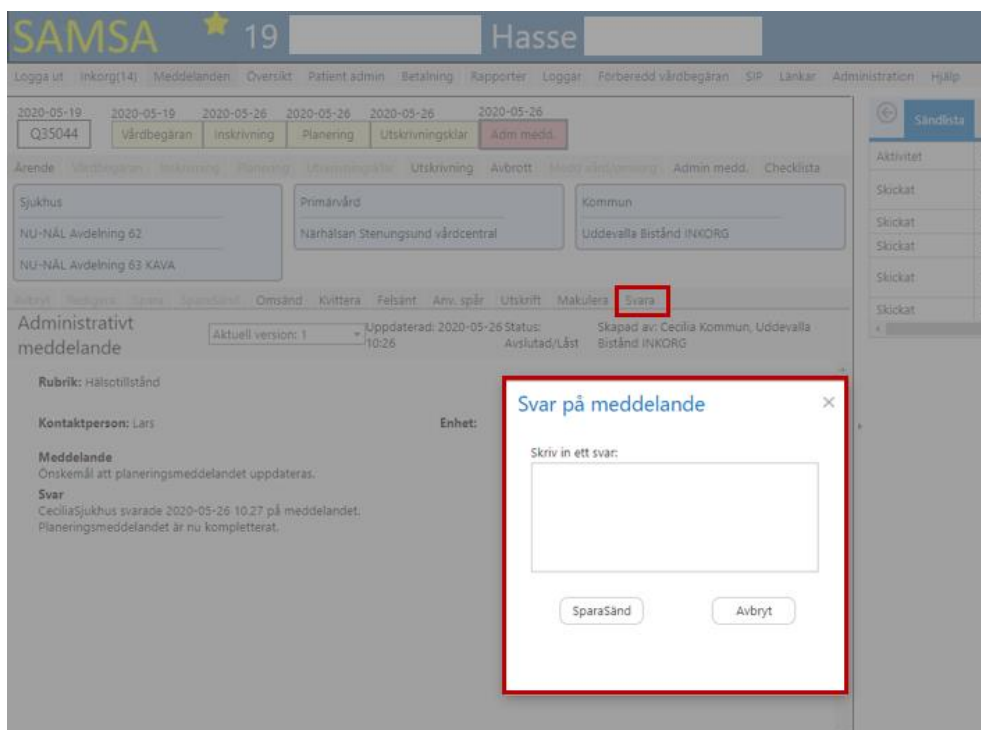 SAMSA 19 Hasse
Logga ut Inkorg(14) Meddelanden Översikt Patient admin Betalning Rapporter Loggar Förberedd vårdbegäran SIP Länkar Administration Hjälp
2020-05-19 2020-05-19 2020-05-26 2020-05-26 2020-05-26 2020-05-26
Q35044 Vårdbegäran Inskrivning Planering Utskrivningsklar Adm medd.
Sändlista
Ärende Vårdbegäran Inskrivning Planering Utskrivningsklar Utskrivning Avbrott Admin medd. Checklista
Aktivitet
Sjukhus Primärvård Kommun
Skickat
NU-NÄL Avdelning 62 Närhälsan Stenungsund vårdcentral Uddevalla Bistånd INKORG
Skickat
Skickat
NU-NÄL Avdelning 63 KAVA
Skickat
Avbryt Redigera Spara SparaSänd Omsänd Kvittera Felsänt Anv. spår Utskrift Makulera Svara
Skickat
Administrativt
meddelande
Aktuell version: 1
Uppdaterad: 2020-05-26
10:26
Status:
Avslutad/Låst
Skapad av: Cecilia Kommun, Uddevalla
Bistånd INKORG
Rubrik: Hälsotillstånd
Kontaktperson: Lars Enhet:
Meddelande
Önskemål att planeringsmeddelandet uppdateras.
Svar
CeciliaSjukhus svarade 2020-05-26 10.27 på meddelandet.
Planeringsmeddelandet är nu kompletterat.
Svar på meddelande
Skriv in ett svar:
SparaSänd Avbryt